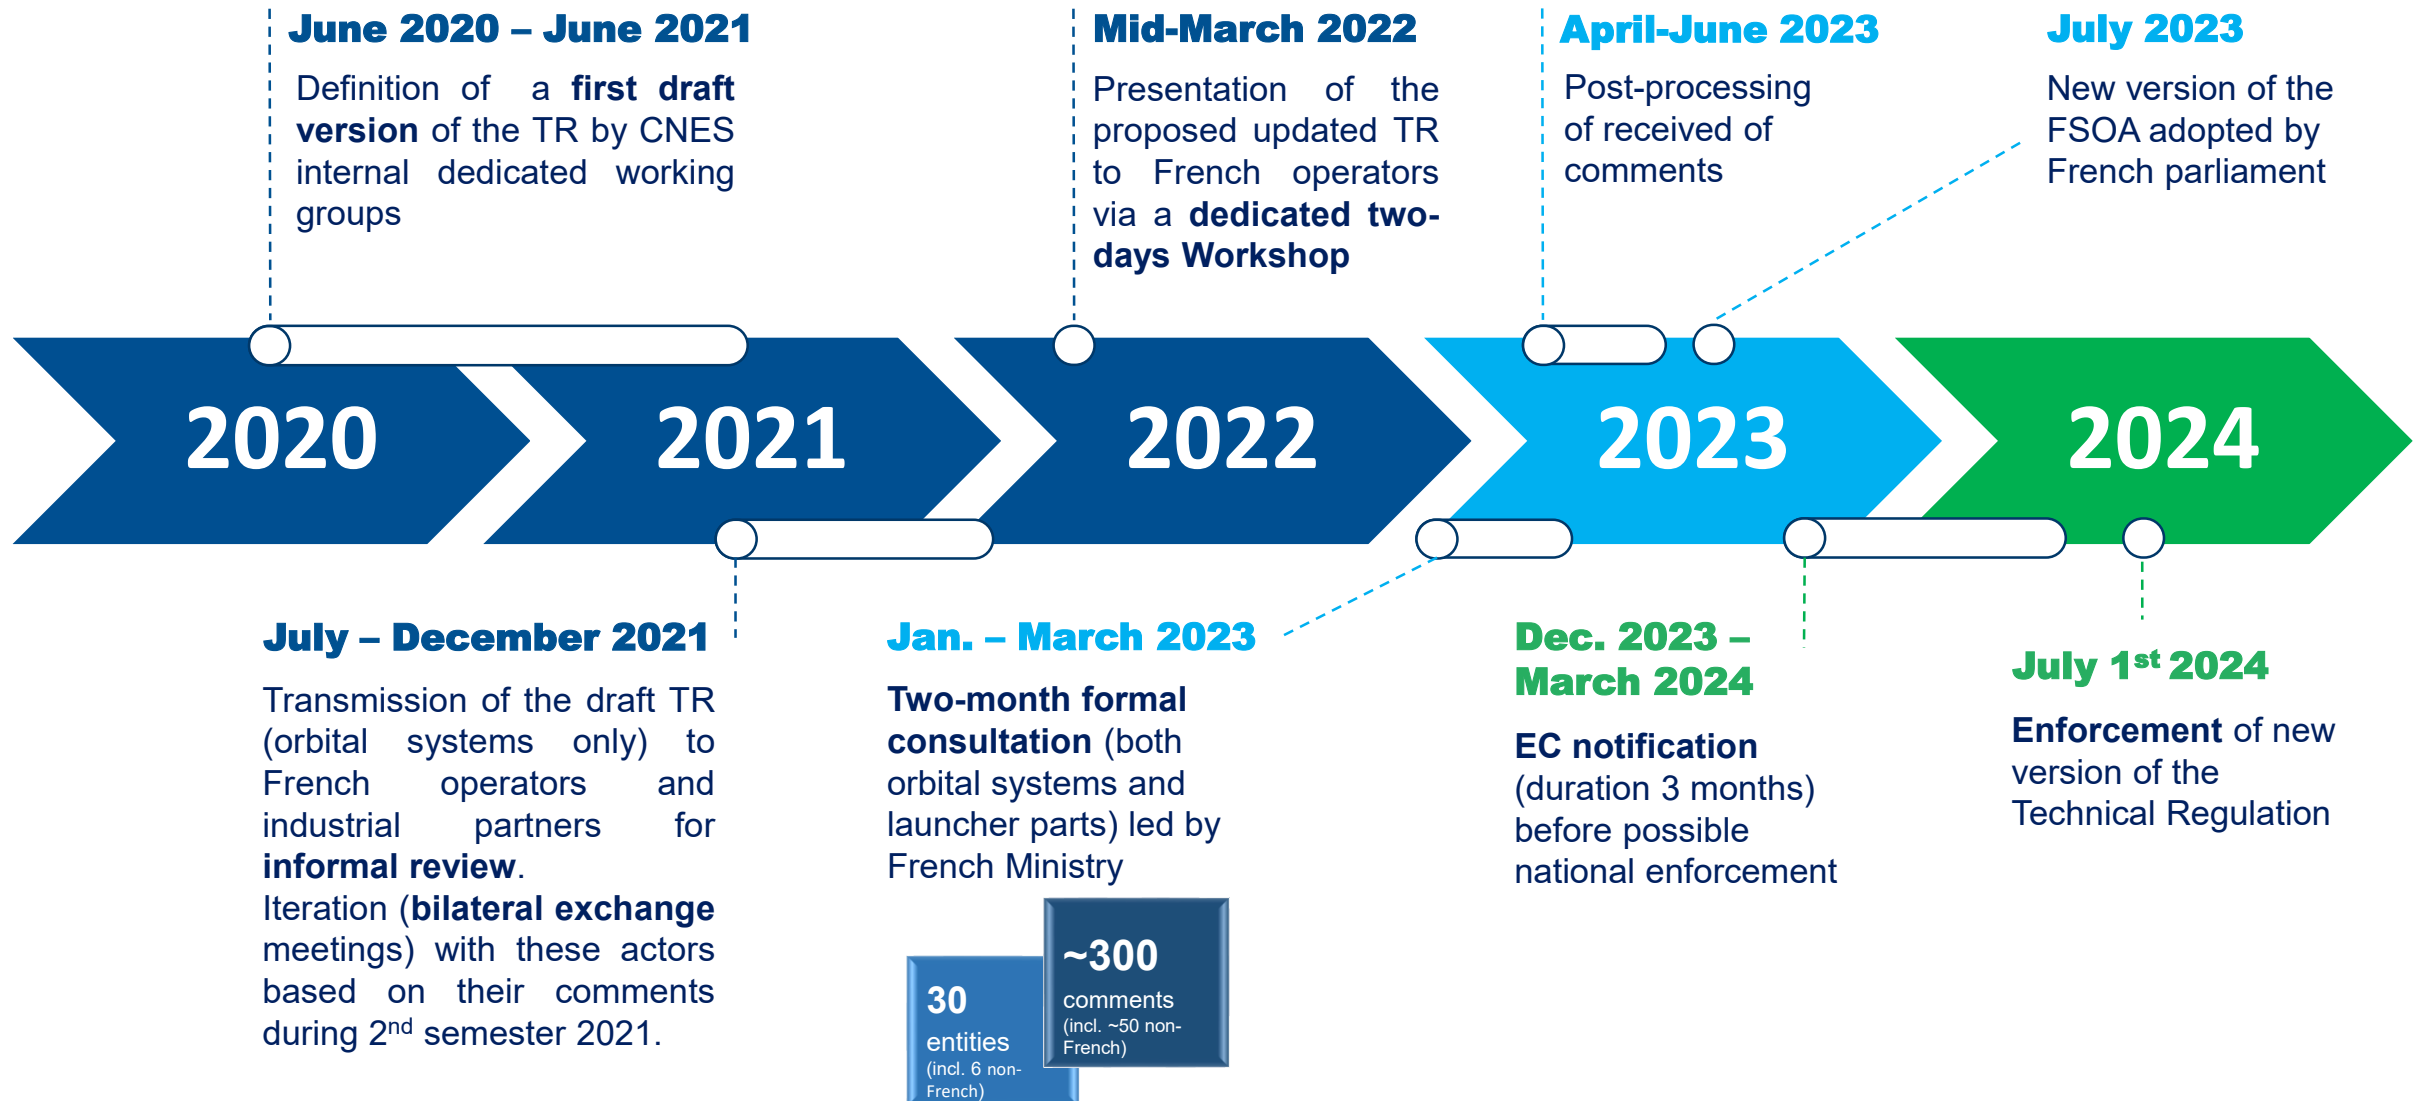 June 2020 – June 2021
Definition of a first draft
version of the TR by CNES
internal dedicated working
groups
Mid-March 2022
Presentation of the
proposed updated TR
to French operators
via a dedicated two-
days Workshop
April-June 2023
Post-processing
of received of
comments
July 2023
New version of the
FSOA adopted by
French parliament
2020
2021
2022
2023
2024
July – December 2021
Transmission of the draft TR
(orbital systems only) to
French operators and
industrial partners for
informal review.
Iteration (bilateral exchange
meetings) with these actors
based on their comments
during 2nd semester 2021.
Jan. – March 2023
Two-month formal
consultation (both
orbital systems and
launcher parts) led by
French Ministry
30
entities
(incl. 6 non-
French)
~300
comments
(incl. ~50 non-
French)
Dec. 2023 –
March 2024
EC notification
(duration 3 months)
before possible
national enforcement
July 1st 2024
Enforcement of new
version of the
Technical Regulation